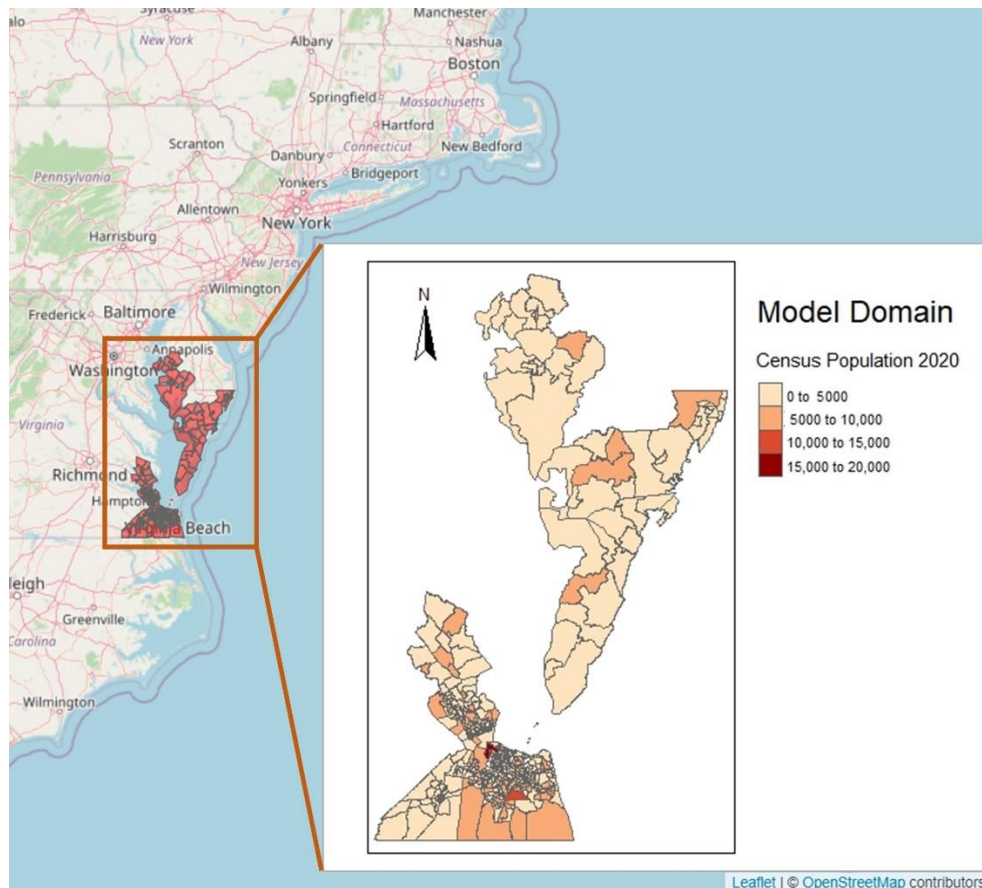 Syracuse
Manchester
New York
Albany
Nashua
Boston
Springfield
Massachusetts
Hartford
Scranton
Connecticut
New Bedford
Danbury
Bridgeport
Pennsylvania
Yonkers
Allentown
New York
Harrisburg
New Jersey
Wilmington
Frederick
Baltimore
Annapolis
Washington
Virginia
Richmond
Hampton
Beach
leigh
Greenville
Carolina
Wilmington
N
Model Domain
Census Population 2020
0 to 5000
5000 to 10,000
10,000 to 15,000
15,000 to 20,000
Leaflet | © OpenStreetMap contributors